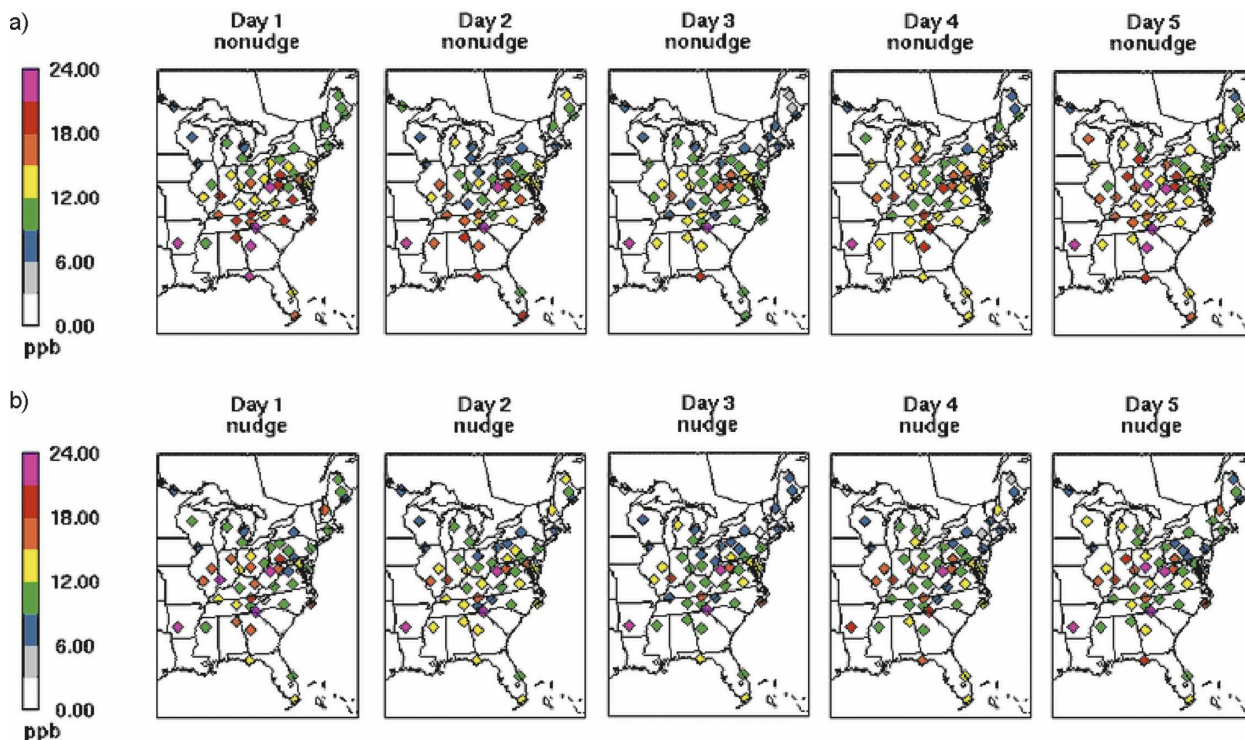 a)
Day 1 Day 2 Day 3 Day 4 Day 5
nonudge nonudge nonudge nonudge nonudge
24.00
18.00
12.00
6.00
0.00
ppb
b)
Day 1 Day 2 Day 3 Day 4 Day 5
nudge nudge nudge nudge nudge
24.00
18.00
12.00
6.00
0.00
ppb